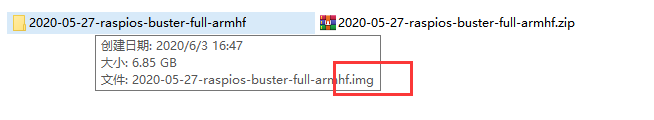 2020-05-27-raspios-buster-full-armhf
2020-05-27-raspios-buster-full-armhf.zip
创建日期: 2020/6/3 16:47
大小: 6.85 GB
文件: 2020-05-27-raspios-buster-full-armhf.img